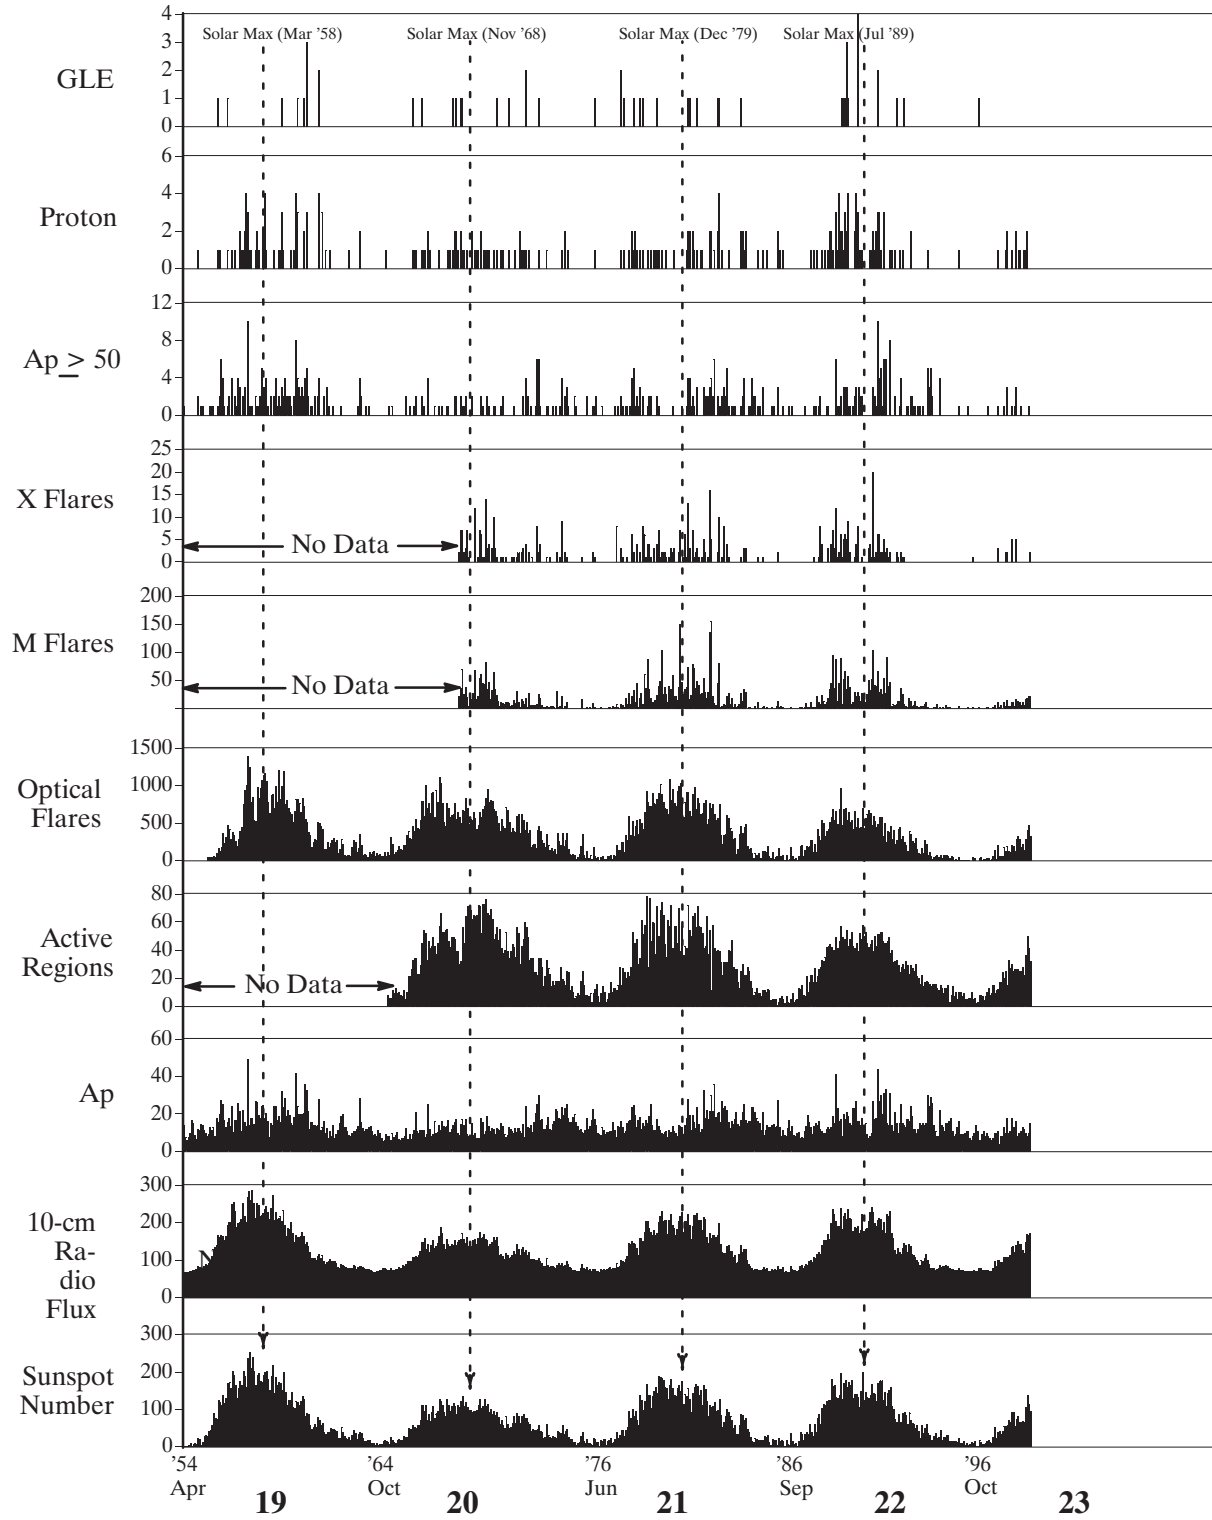 Solar Max (Mar ’58) Solar Max (Nov ’68) Solar Max (Dec ’79) Solar Max (Jul ’89)
4
3
2
1
0
GLE
6
4
2
0
Proton
12
8
4
0
Ap > 50
25
20
15
10
5
0
X Flares
No Data
200
150
100
50
M Flares
No Data
1500
1000
500
0
Optical
Flares
80
60
40
20
0
Active
Regions
No Data
60
40
20
0
Ap
300
200
100
0
10-cm
Ra-
dio
Flux
N
300
200
100
0
Sunspot
Number
’54 ’64 ’76 ’86 ’96
Apr Oct Jun Sep Oct
19 20 21 22 23